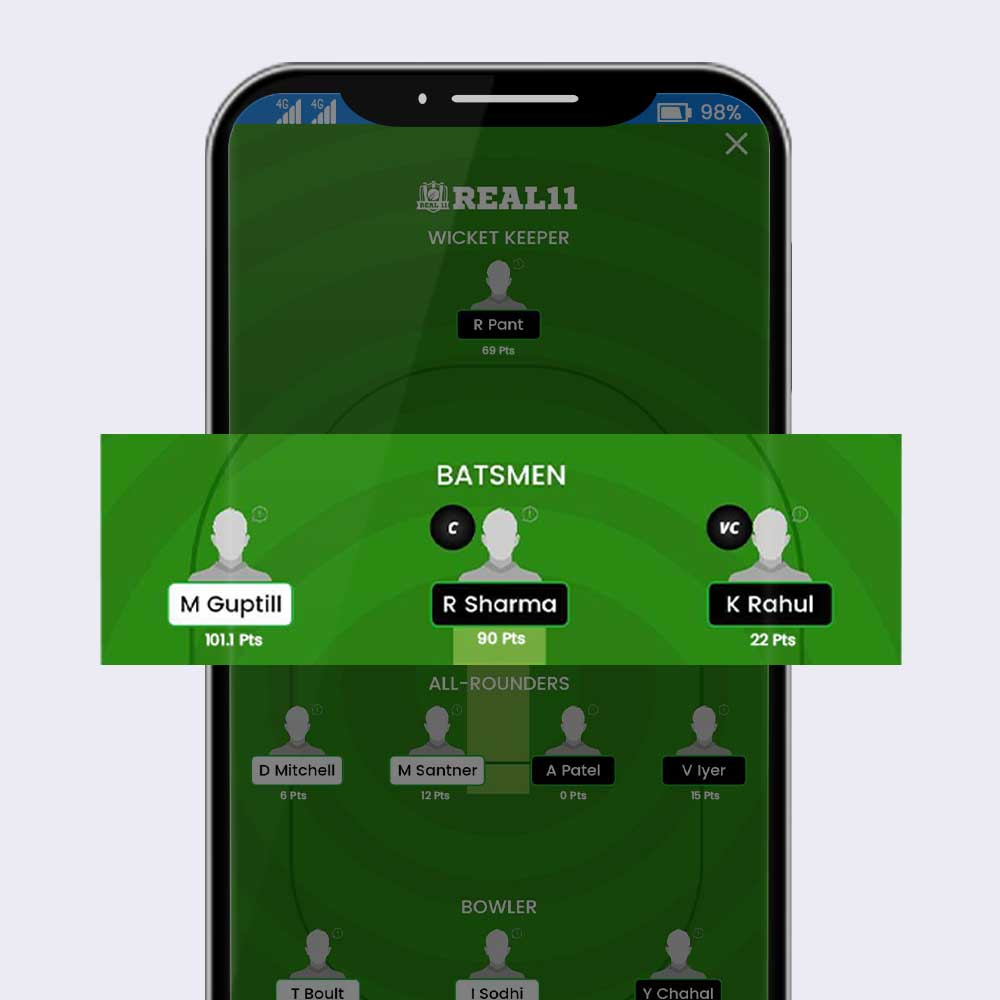 4G 4G 98%
REAL 11 REAL11
WICKET KEEPER
R Pant
69 Pts
BATSMEN
C VC
M Guptill R Sharma K Rahul
101.1 Pts 90 Pts 22 Pts
ALL-ROUNDERS
D Mitchell M Santner A Patel V Iyer
6 Pts 12 Pts 0 Pts 15 Pts
BOWLER
T Boult I Sodhi Y Chahal